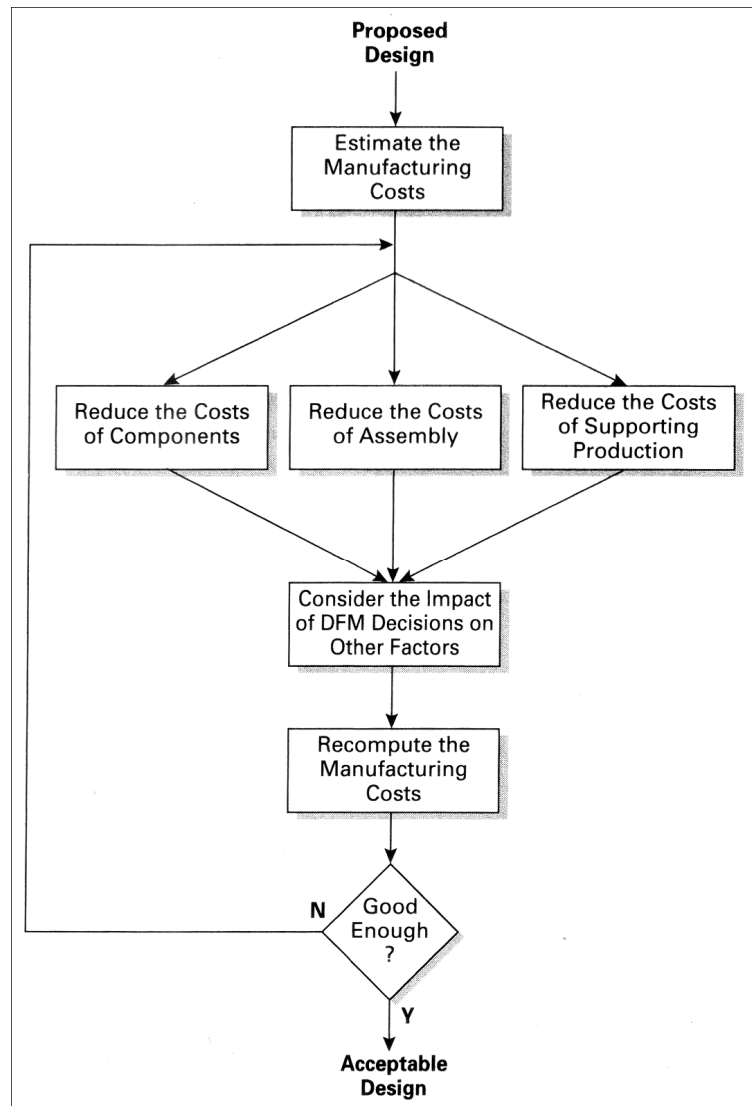 Proposed
Design
Estimate the
Manufacturing
Costs
Reduce the Costs
of Components
Reduce the Costs
of Assembly
Reduce the Costs
of Supporting
Production
Consider the Impact
of DFM Decisions on
Other Factors
Recompute the
Manufacturing
Costs
N
Good
Enough
?
Y
Acceptable
Design